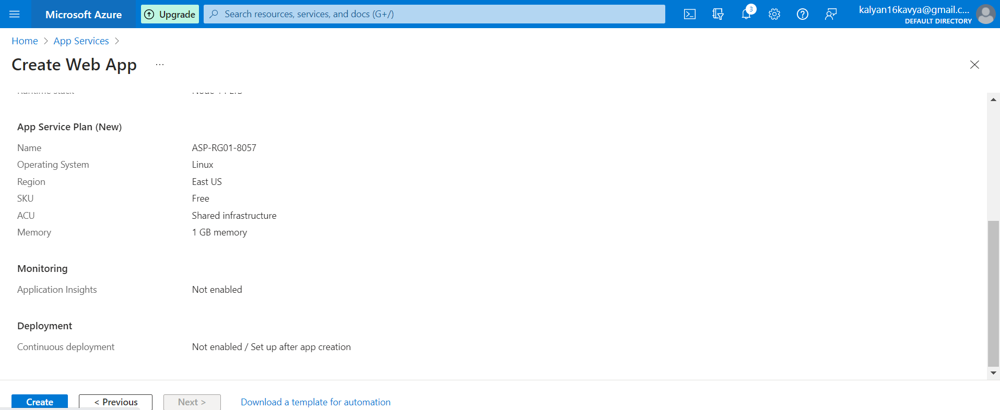 Microsoft Azure
Upgrade
Search resources, services, and docs (G+/)
3
kalyan16kavya@gmail.c...
DEFAULT DIRECTORY
Home > App Services >
Create Web App ...
Runtime stack
App Service Plan (New)
Name ASP-RG01-8057
Operating System Linux
Region East US
SKU Free
ACU Shared infrastructure
Memory 1 GB memory
Monitoring
Application Insights Not enabled
Deployment
Continuous deployment Not enabled / Set up after app creation
Create < Previous Next > Download a template for automation